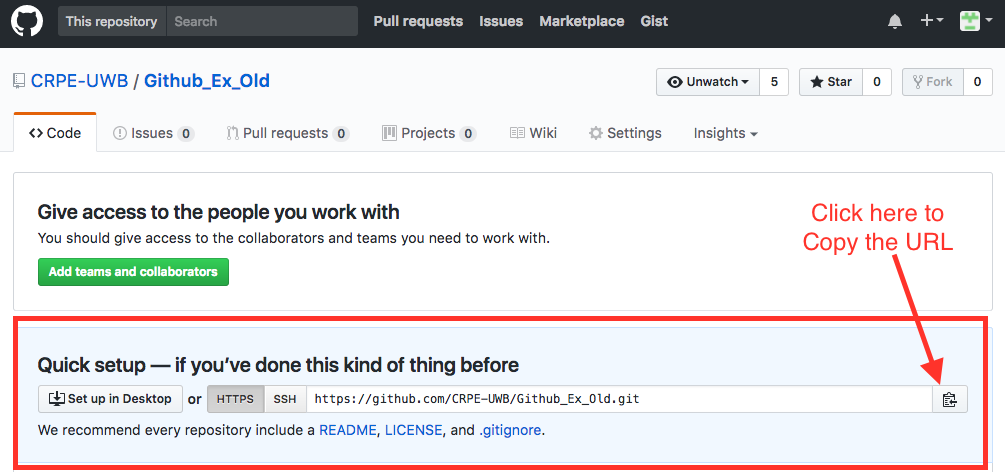 This repository Search Pull requests Issues Marketplace Gist
CRPE-UWB / Github_Ex_Old Unwatch 5 Star 0 Fork 0
Code Issues 0 Pull requests 0 Projects 0 Wiki Settings Insights
Give access to the people you work with
You should give access to the collaborators and teams you need to work with.
Add teams and collaborators
Click here to
Copy the URL
Quick setup — if you’ve done this kind of thing before
Set up in Desktop or HTTPS SSH https://github.com/CRPE-UWB/Github_Ex_Old.git
We recommend every repository include a README, LICENSE, and .gitignore.